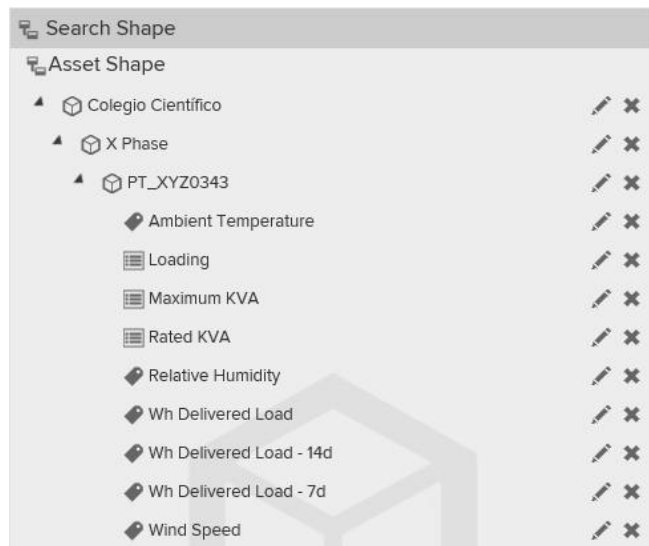 Search Shape
Asset Shape
Colegio Científico
X Phase
PT_XYZ0343
Ambient Temperature
Loading
Maximum KVA
Rated KVA
Relative Humidity
Wh Delivered Load
Wh Delivered Load - 14d
Wh Delivered Load - 7d
Wind Speed